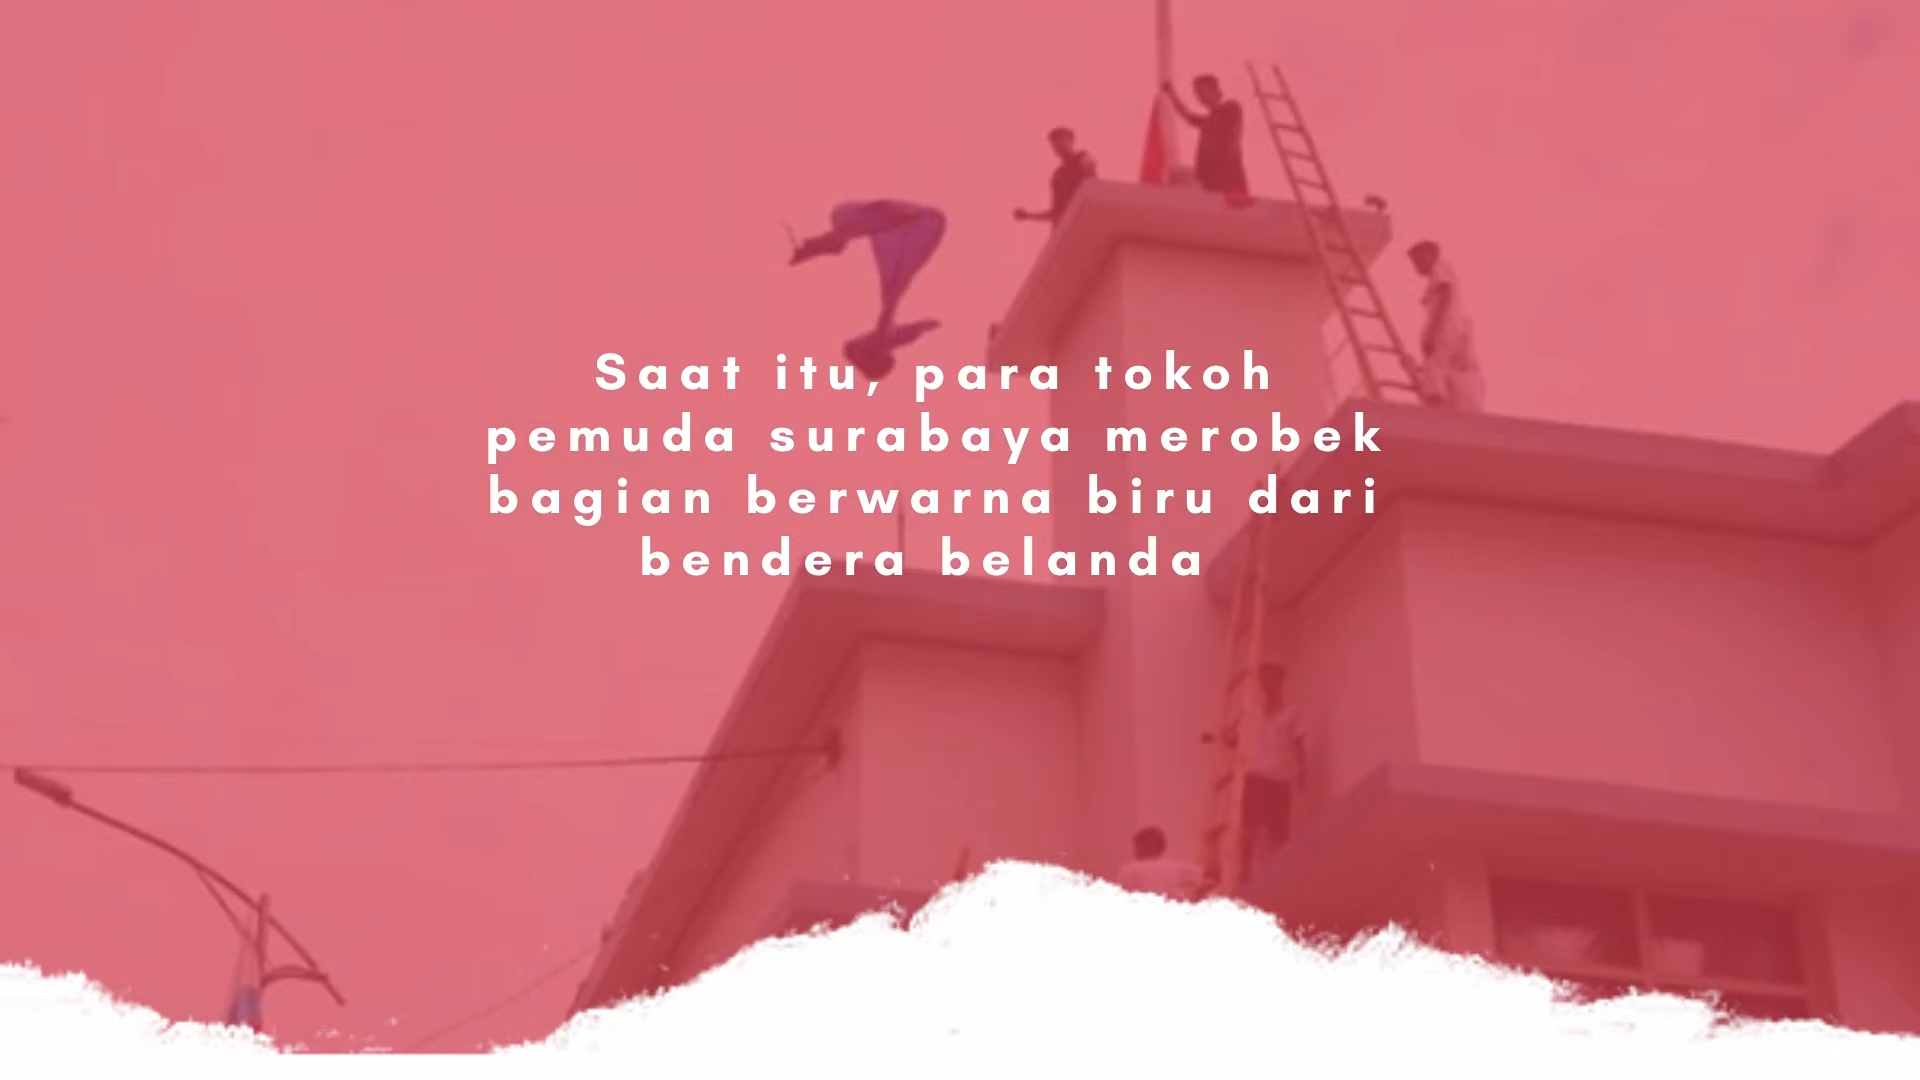 Saat itu, para tokoh
pemuda surabaya merobek
bagian berwarna biru dari
bendera belanda